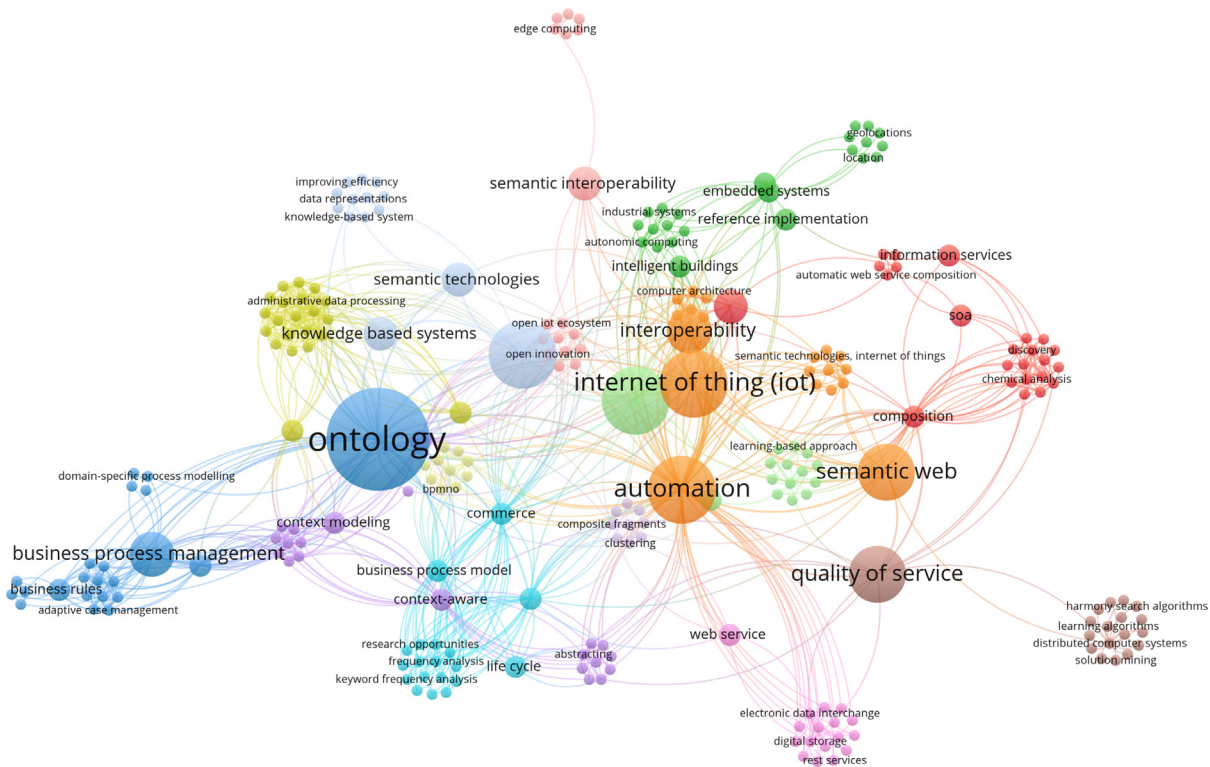 edge computing
geolocations
location
improving efficiency
data representations
knowledge-based system
semantic interoperability
embedded systems
industrial systems
reference implementation
autonomic computing
information services
intelligent buildings
automatic web service composition
semantic technologies
computer architecture
administrative data processing
soa
open iot ecosystem
interoperability
knowledge based systems
discovery
open innovation
semantic technologies, internet of things
chemical analysis
internet of thing (iot)
composition
ontology
learning-based approach
semantic web
domain-specific process modelling
bpmno
automation
commerce
context modeling
composite fragments
clustering
business process management
business process model
quality of service
business rules
context-aware
adaptive case management
harmony search algorithms
learning algorithms
web service
distributed computer systems
research opportunities
abstracting
frequency analysis
life cycle
solution mining
keyword frequency analysis
electronic data interchange
digital storage
rest services